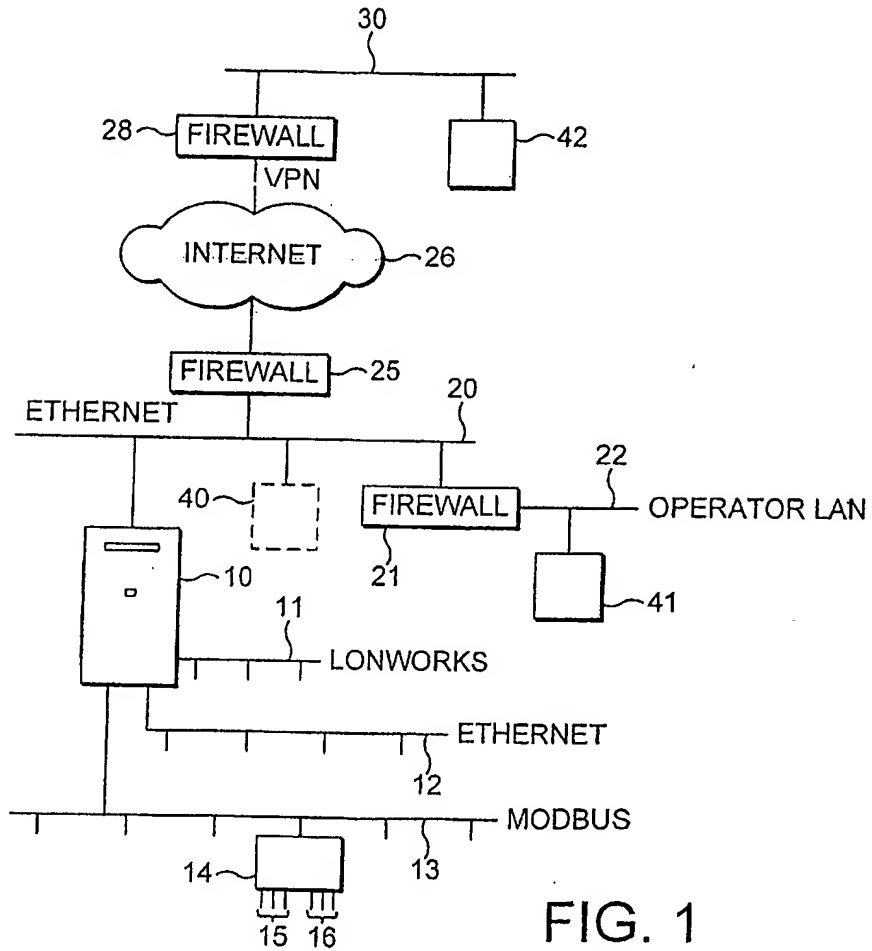 30
28
FIREWALL
42
VPN
INTERNET
26
FIREWALL
25
ETHERNET
20
40
FIREWALL
22
OPERATOR LAN
21
10
41
11
LONWORKS
ETHERNET
12
MODBUS
14
13
15
16
FIG. 1